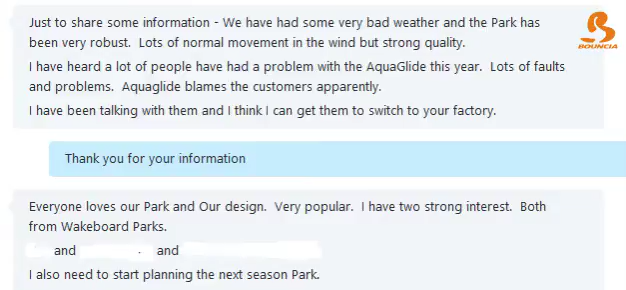 Just to share some information - We have had some very bad weather and the Park has
been very robust.  Lots of normal movement in the wind but strong quality.
I have heard a lot of people have had a problem with the AquaGlide this year.  Lots of faults
and problems.  Aquaglide blames the customers apparently.
I have been talking with them and I think I can get them to switch to your factory.
BOUNCIA
Thank you for your information
Everyone loves our Park and Our design.  Very popular.  I have two strong interest.  Both
from Wakeboard Parks.
and and
I also need to start planning the next season Park.